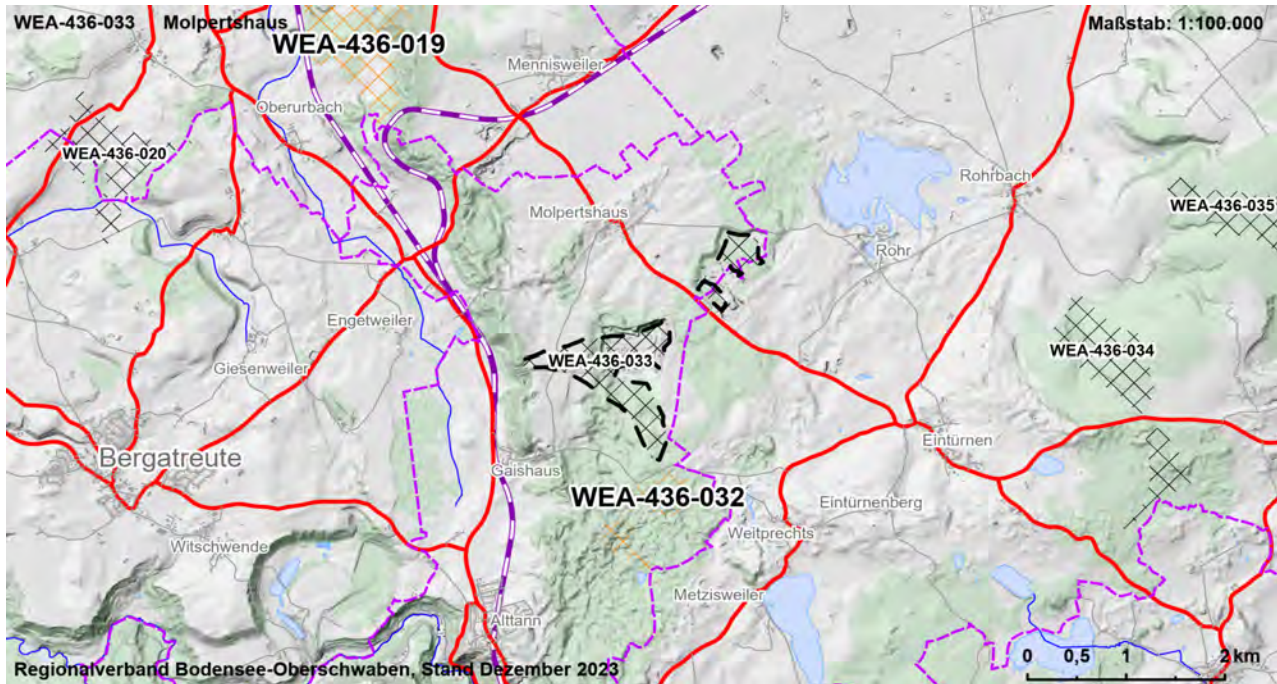 WEA-436-033 Molpertshaus
Maßstab: 1:100.000
WEA-436-019
Mennisweiler
Oberurbach
WEA-436-020
Rohrbach
WEA-436-035
Molpertshaus
Rohr
Engetweiler
WEA-436-033
WEA-436-034
Giesenweiler
Bergatreute
Eintürnen
Gaishaus
WEA-436-032
Eintürnenberg
Weitprechts
Witschwende
Metzisweiler
Alttann
Regionalverband Bodensee-Oberschwaben, Stand Dezember 2023
0 0,5 1 2 km